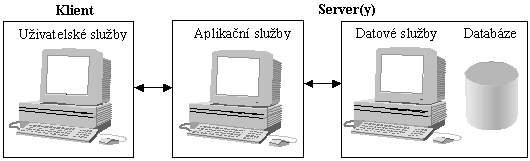 Klient
Server(y)
Uživatelské služby
Aplikační služby
Datové služby
Databáze